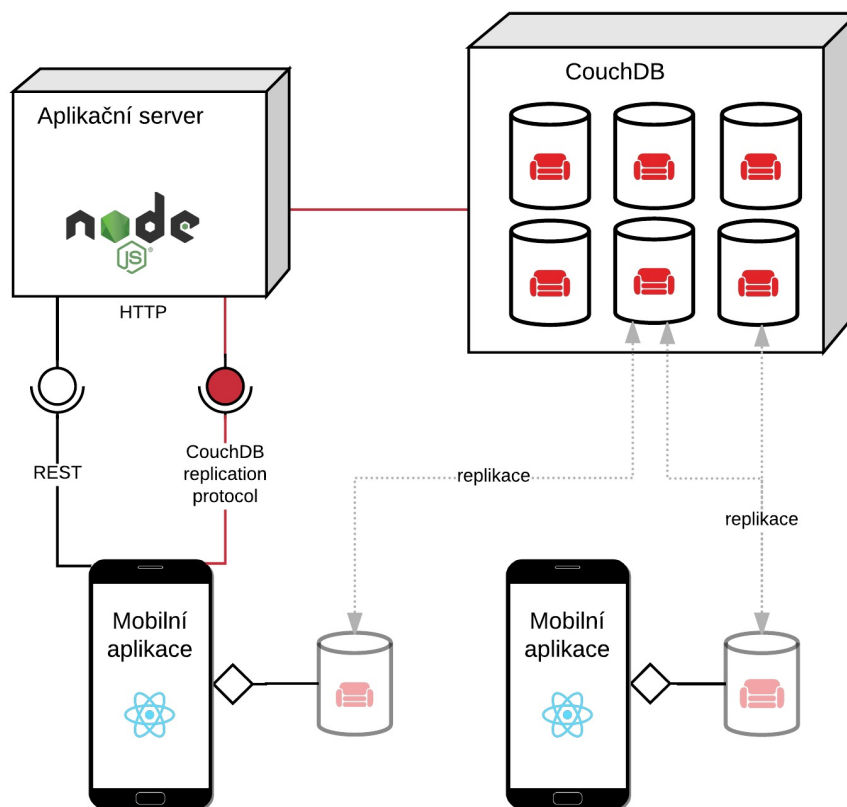 CouchDB
Aplikační server
node
JS
®
HTTP
REST
CouchDB
replication
protocol
replikace
replikace
Mobilní
aplikace
Mobilní
aplikace